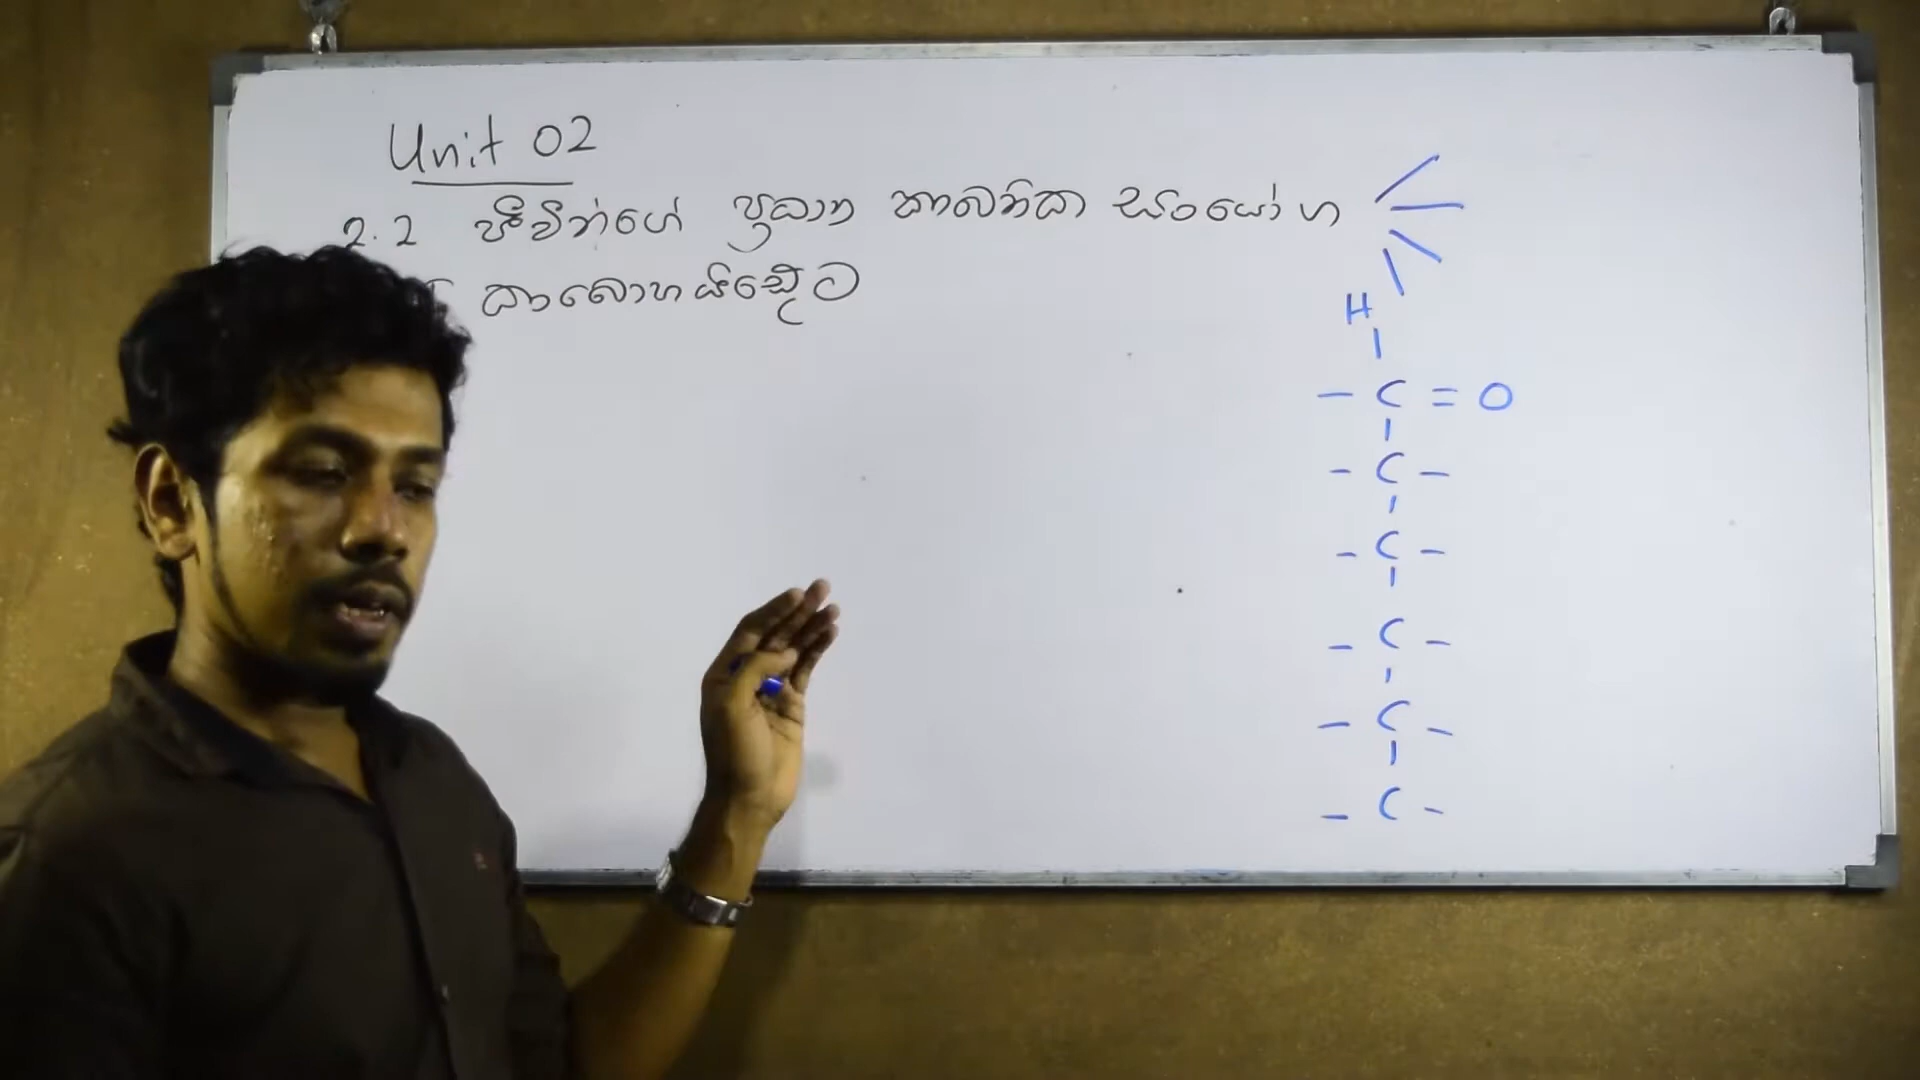 Unit 02
2.2 ජීවීන්ගේ ප්‍රධාන කාබනික සංයෝග
කාබොහයිඩ්‍රේට
H
C = O
- C -
- C -
- C -
- C -
- C -